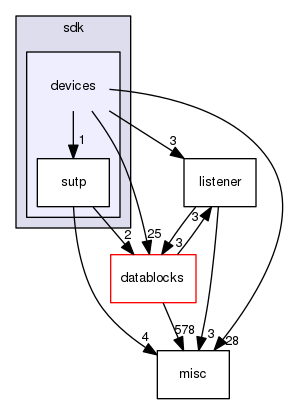 sdk
devices
1
3
sutp
listener
2
25
3
3
datablocks
578
4
3
28
misc